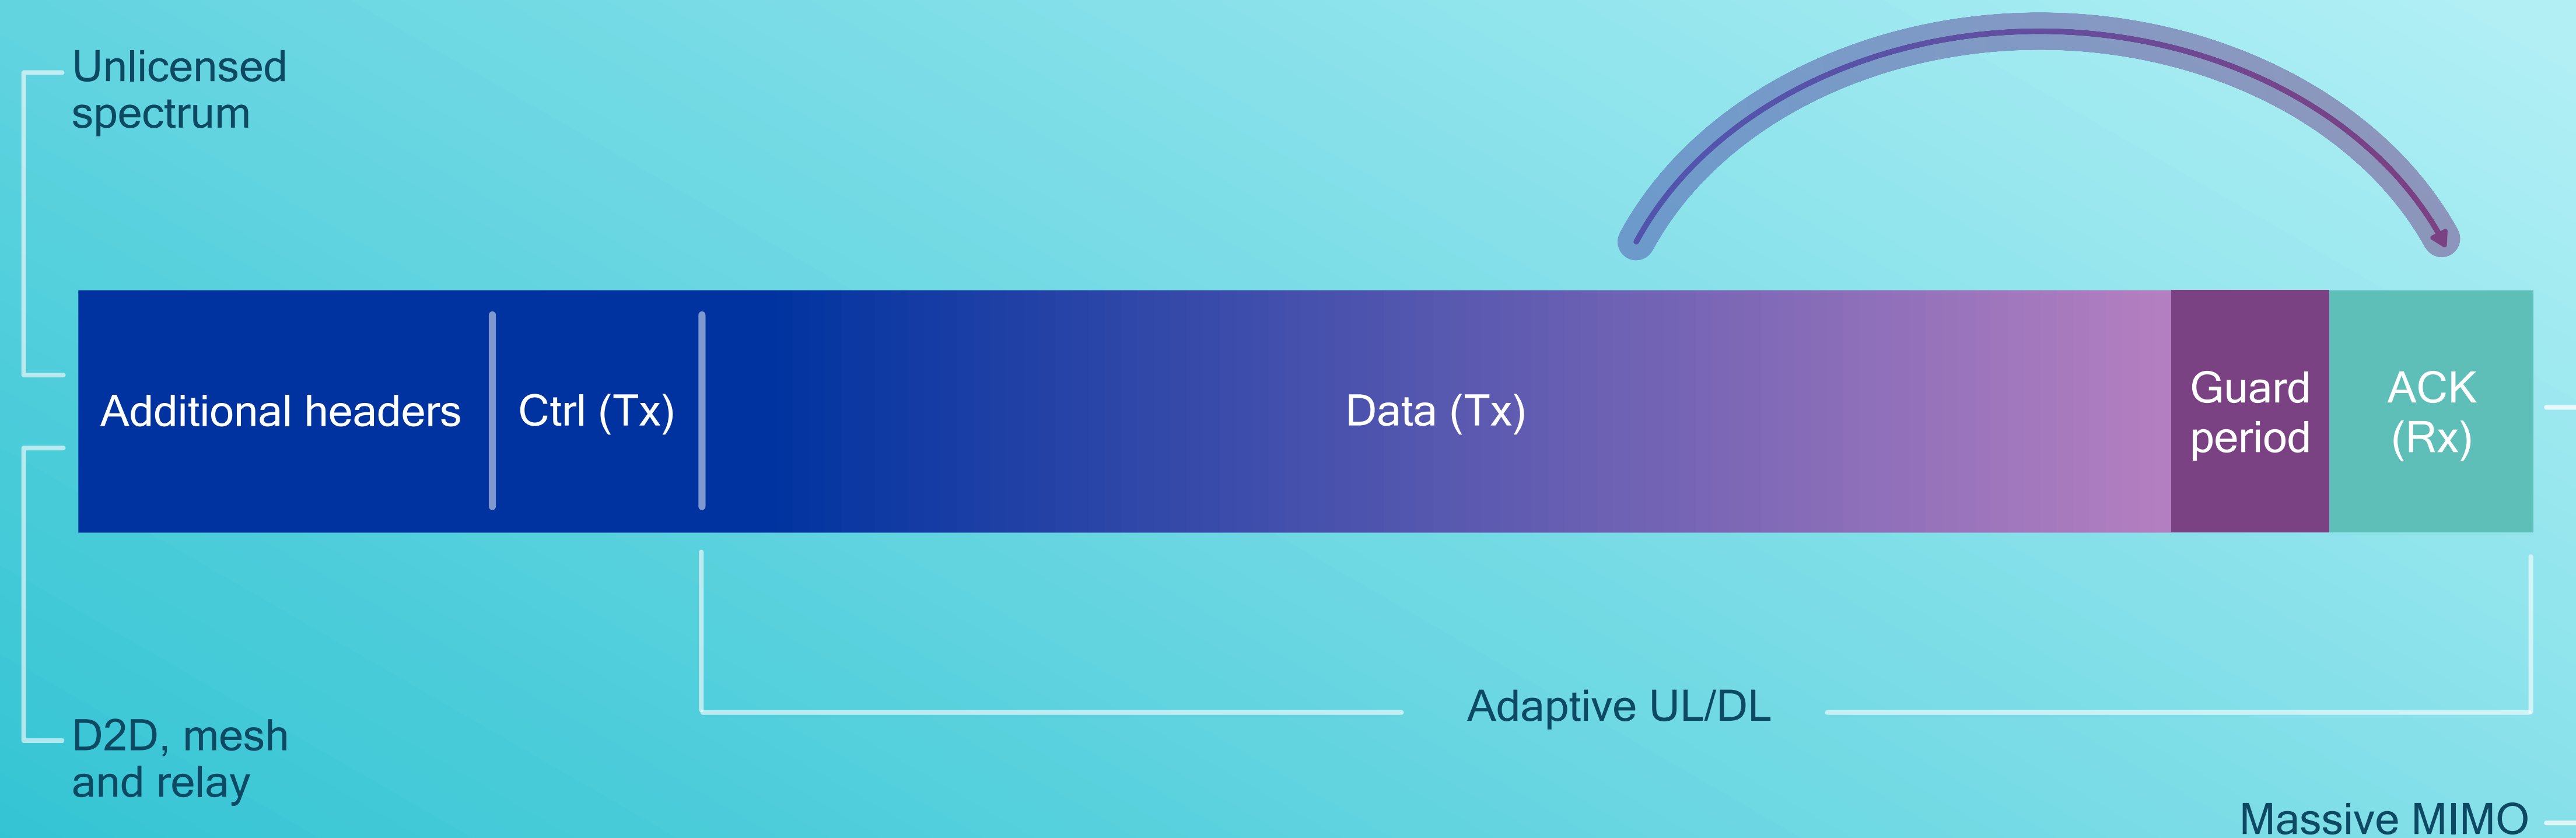 Unlicensed
spectrum
Additional headers
Ctrl (Tx)
Data (Tx)
Guard
period
ACK
(Rx)
Adaptive UL/DL
D2D, mesh
and relay
Massive MIMO